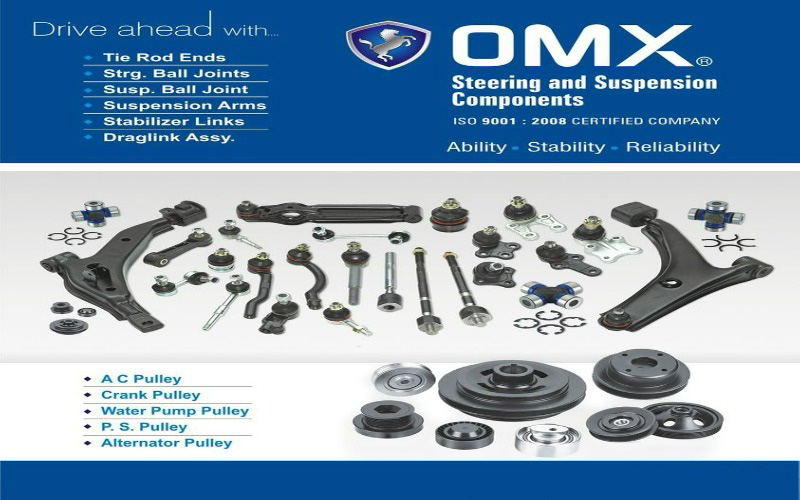 Drive ahead with....
Tie Rod Ends
Strg. Ball Joints
Susp. Ball Joint
Suspension Arms
Stabilizer Links
Draglink Assy.
OMX®
Steering and Suspension
Components
ISO 9001 : 2008 CERTIFIED COMPANY
Ability • Stability • Reliability
A C Pulley
Crank Pulley
Water Pump Pulley
P. S. Pulley
Alternator Pulley